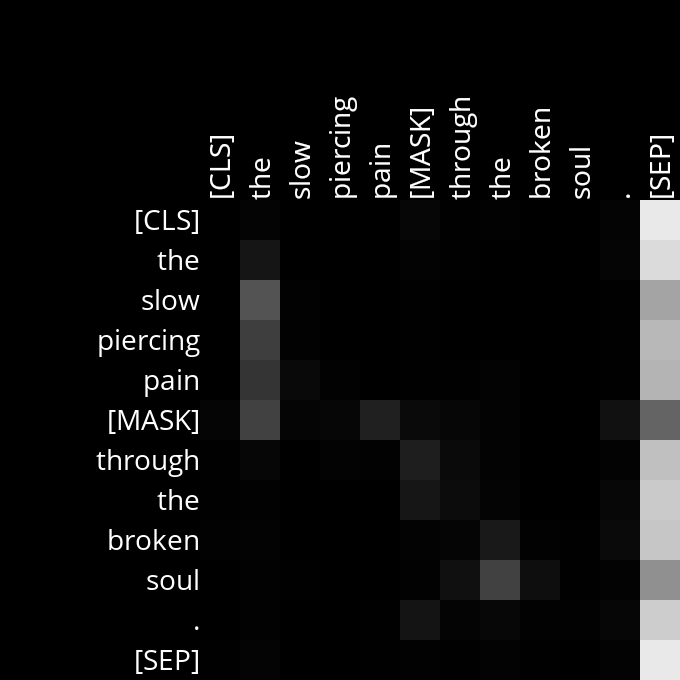 [CLS] the slow piercing pain [MASK] through the broken soul . [SEP]
[CLS]
the
slow
piercing
pain
[MASK]
through
the
broken
soul
.
[SEP]